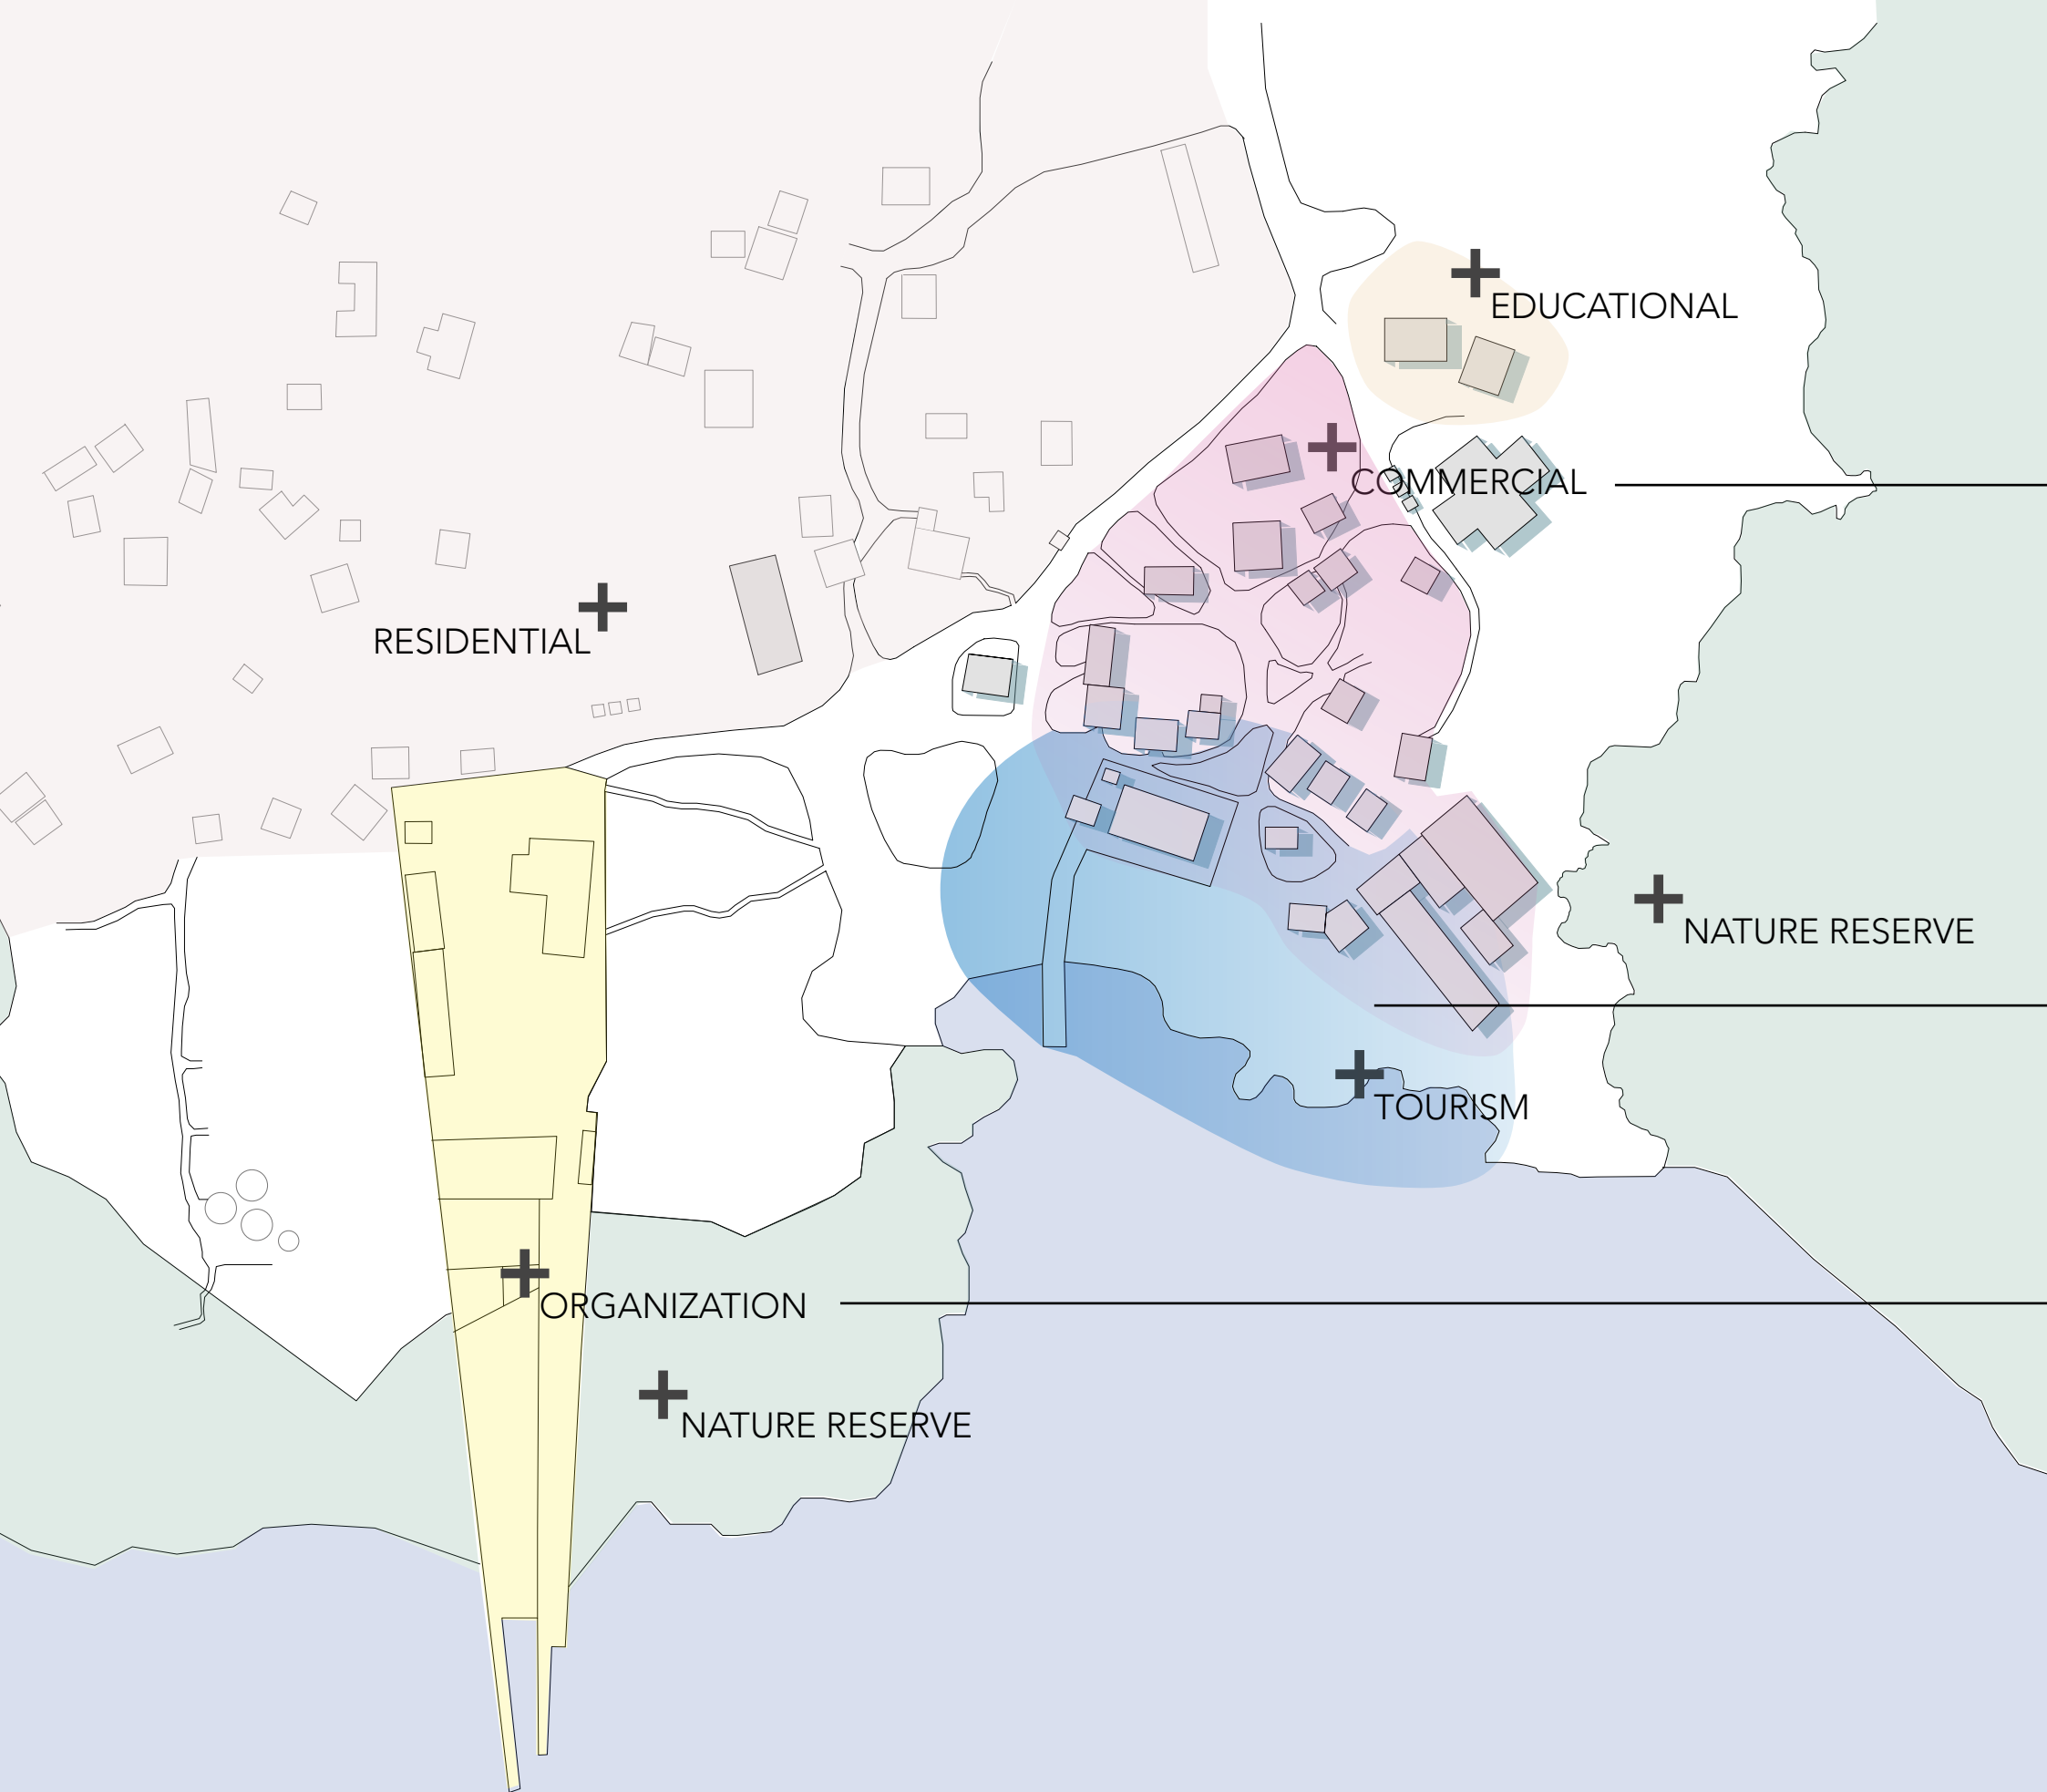 EDUCATIONAL
COMMERCIAL
RESIDENTIAL
NATURE RESERVE
TOURISM
ORGANIZATION
NATURE RESERVE